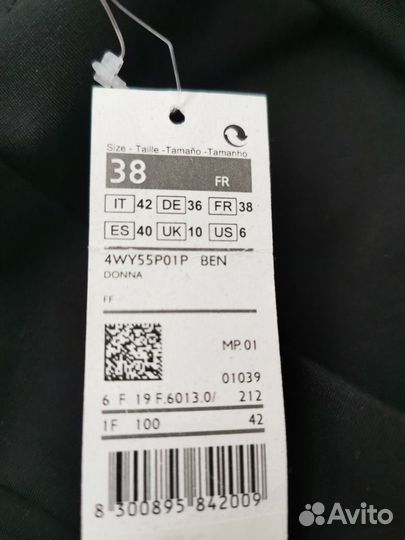 Size - Taille -Tamaño -Tamanho
38 FR
IT 42 DE 36 FR 38
ES 40 UK 10 US 6
4WY55P01P BEN
DONNA
FF
MP.01
01039
6 F 19 F.6013.0/ 212
1F 100 42
8 300895 842009
Avito